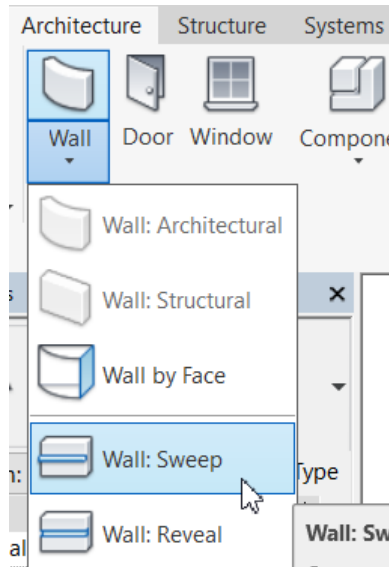 Architecture Structure Systems
Wall Door Window Compone
Wall: Architectural
Wall: Structural
Wall by Face
Wall: Sweep
Type
Wall: Reveal
Wall: Sw
al